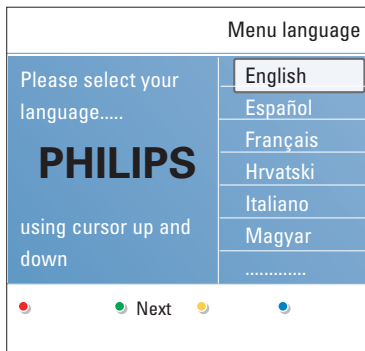 Menu language
Please select your
language.....
PHILIPS
using cursor up and
down
English
Español
Français
Hrvatski
Italiano
Magyar
.............
Next